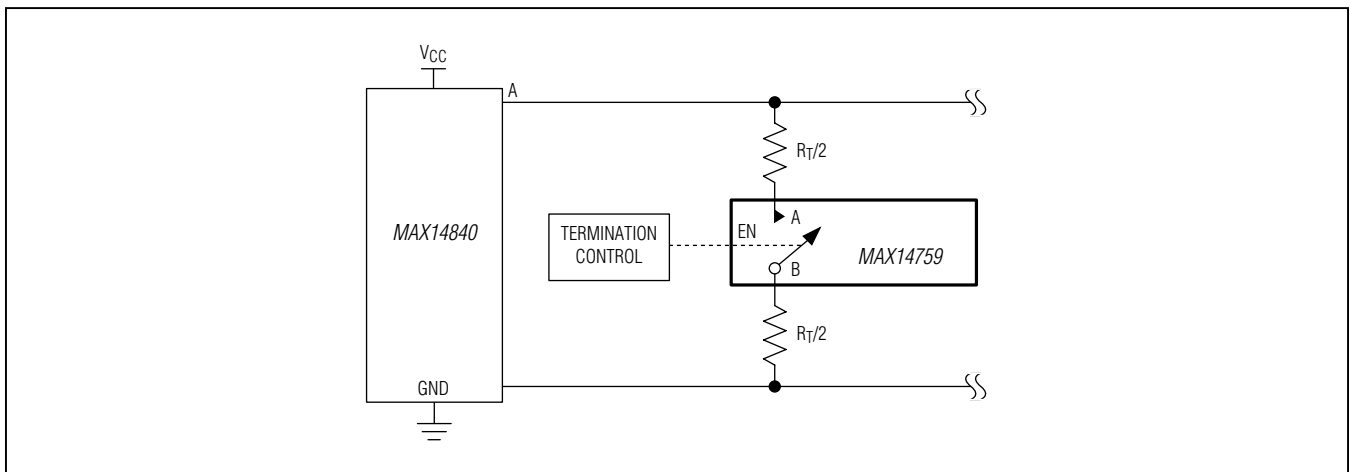 VCC
A
RT/2
MAX14840
TERMINATION
CONTROL
EN
A
B
MAX14759
RT/2
GND